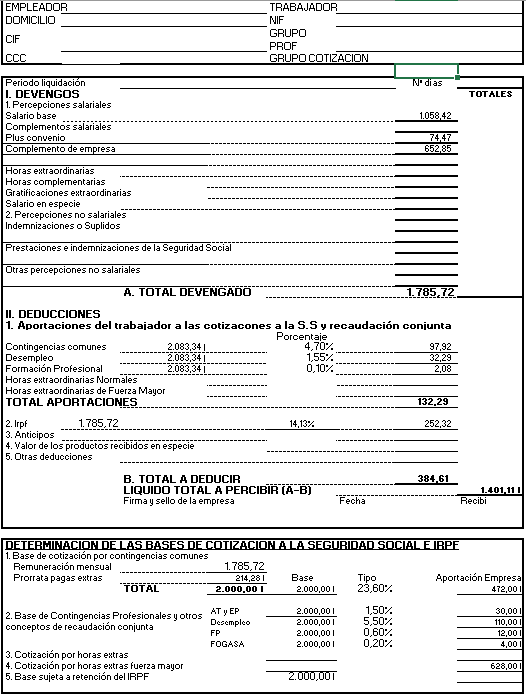 EMPLEADOR TRABAJADOR
DOMICILIO NIF
CIF GRUPO PROF
CCC GRUPO COTIZACION
Periodo liquidación Nº días
I. DEVENGOS TOTALES
1. Percepciones salariales
Salario base 1.058,42
Complementos salariales
Plus convenio 74,47
Complemento de empresa 652,85
Horas extraordinarias
Horas complementarias
Gratificaciones extraordinarias
Salario en especie
2. Percepciones no salariales
Indemnizaciones o Suplidos
Prestaciones e indemnizaciones de la Seguridad Social
Otras percepciones no salariales
A. TOTAL DEVENGADO 1.785,72
II. DEDUCCIONES
1. Aportaciones del trabajador a las cotizacones a la S.S y recaudación conjunta
Porcentaje
Contingencias comunes 2.083,34 4,70% 97,92
Desempleo 2.083,34 1,55% 32,29
Formación Profesional 2.083,34 0,10% 2,08
Horas extraordinarias Normales
Horas extraordinarias de Fuerza Mayor
TOTAL APORTACIONES 132,29
2. Irpf 1.785,72 14,13% 252,32
3. Anticipos
4. Valor de los productos recibidos en especie
5. Otras deducciones
B. TOTAL A DEDUCIR 384,61
LIQUIDO TOTAL A PERCIBIR (A-B) 1.401,11
Firma y sello de la empresa Fecha Recibí
DETERMINACION DE LAS BASES DE COTIZACION A LA SEGURIDAD SOCIAL E IRPF
1. Base de cotización por contingencias comunes
Remuneración mensual 1.785,72
Prorrata pagas extras 214,28 Base Tipo Aportación Empresa
TOTAL 2.000,00 2.000,00 23,60% 472,00
2. Base de Contingencias Profesionales y otros conceptos de recaudación conjunta
AT y EP 2.000,00 1,50% 30,00
Desempleo 2.000,00 5,50% 110,00
FP 2.000,00 0,60% 12,00
FOGASA 2.000,00 0,20% 4,00
3. Cotización por horas extras
4. Cotización por horas extras fuerza mayor 628,00
5. Base sujeta a retención del IRPF 2.000,00